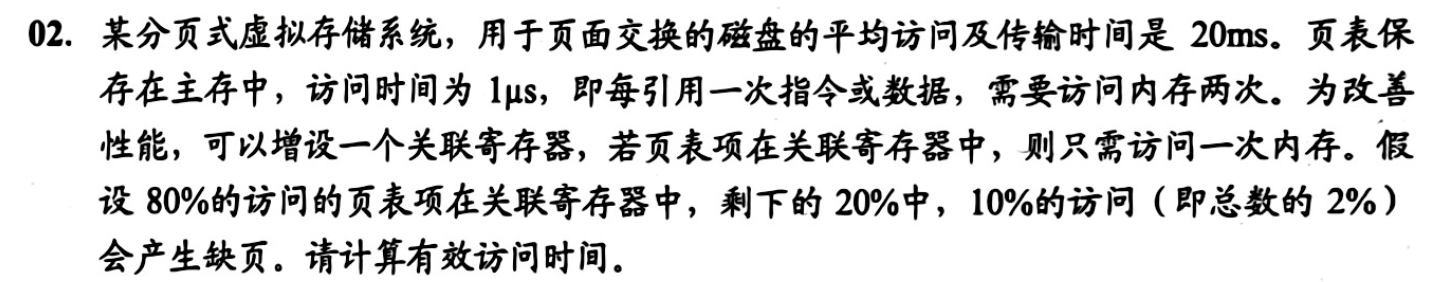 02. 某分页式虚拟存储系统，用于页面交换的磁盘的平均访问及传输时间是 20ms。页表保
存在主存中，访问时间为 1μs，即每引用一次指令或数据，需要访问内存两次。为改善
性能，可以增设一个关联寄存器，若页表项在关联寄存器中，则只需访问一次内存。假
设 80%的访问的页表项在关联寄存器中，剩下的 20%中，10%的访问（即总数的 2%）
会产生缺页。请计算有效访问时间。